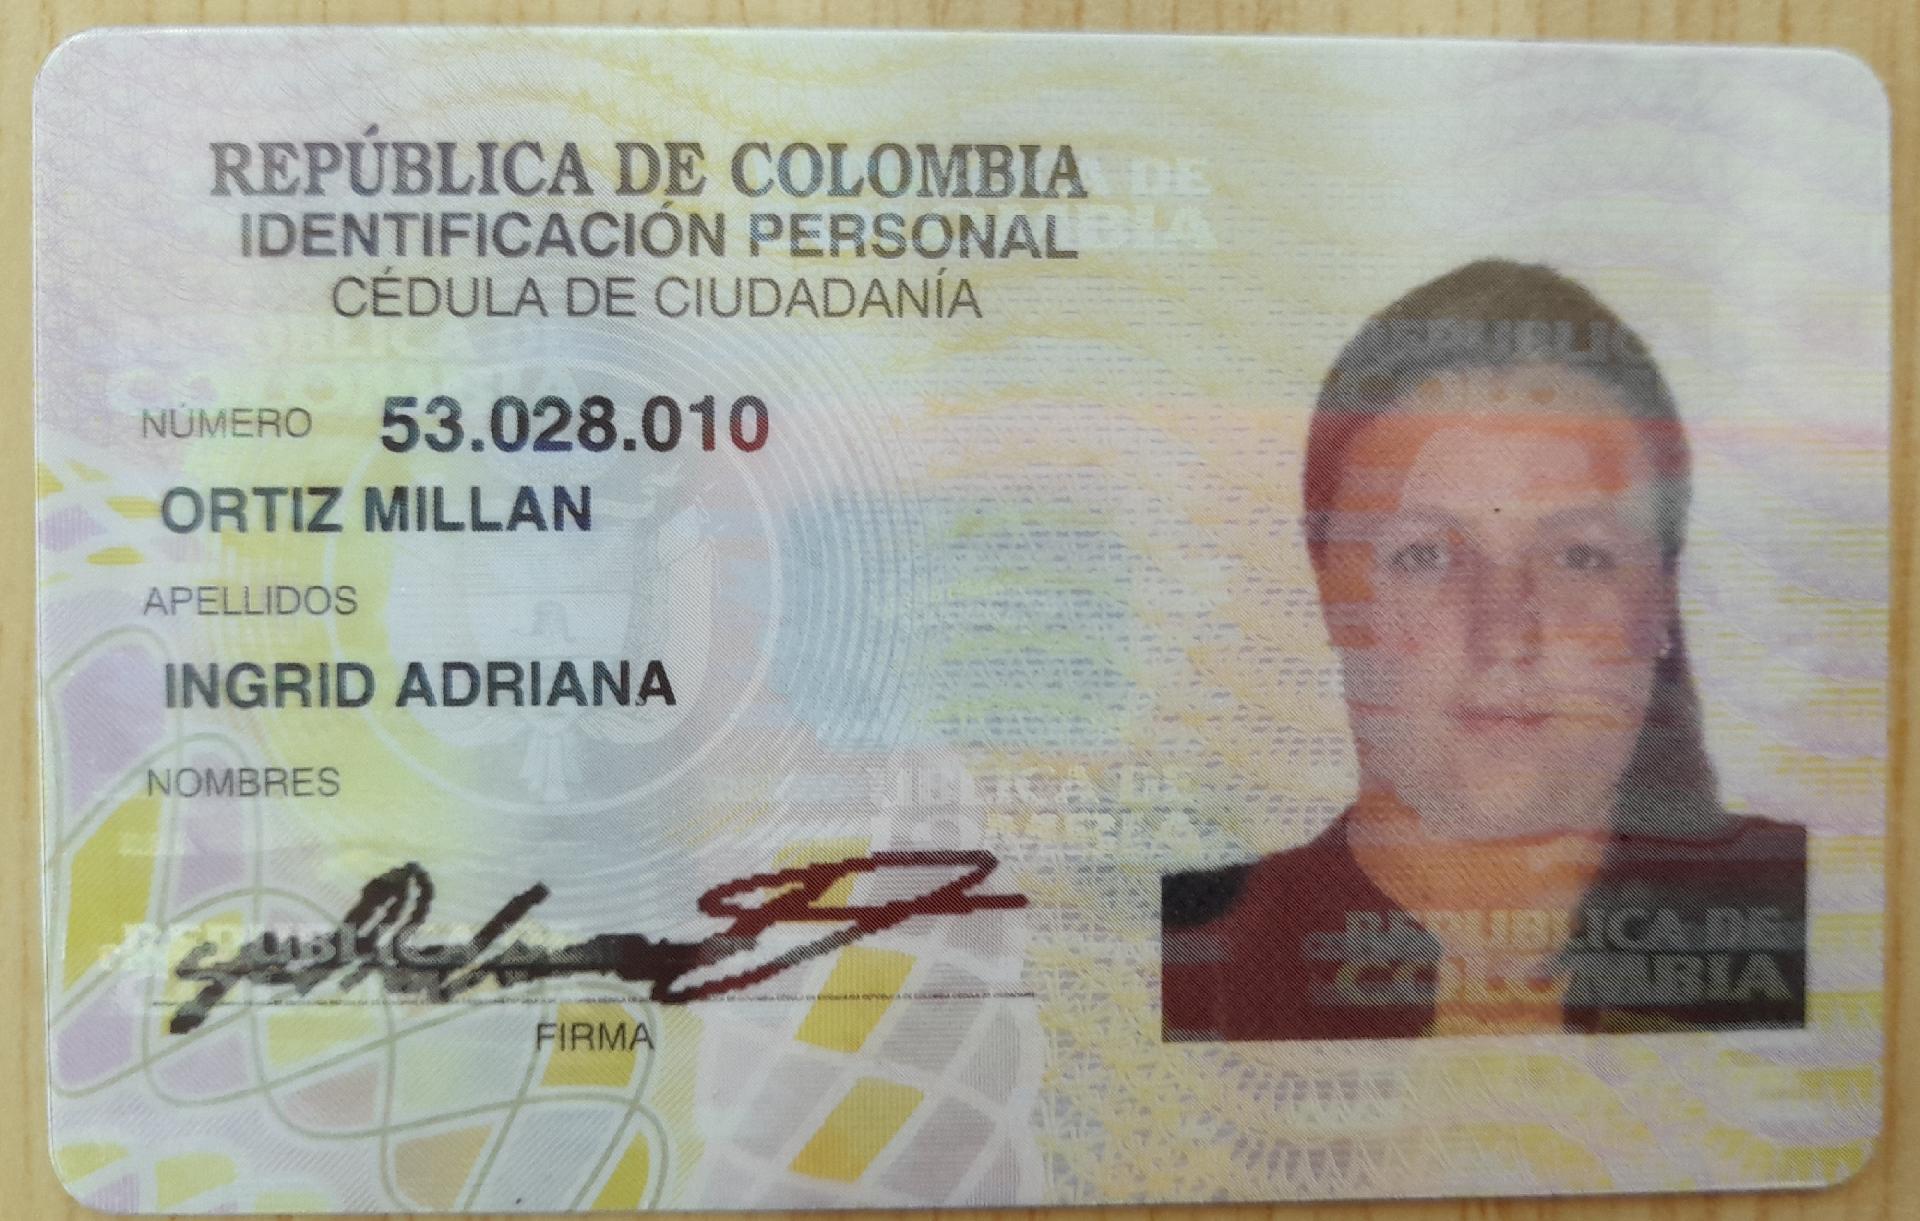 REPÚBLICA DE COLOMBIA
IDENTIFICACIÓN PERSONAL
CÉDULA DE CIUDADANÍA
NÚMERO 53.028.010
ORTIZ MILLAN
APELLIDOS
INGRID ADRIANA
NOMBRES
FIRMA
REPÚBLICA DE
COLOMBIA